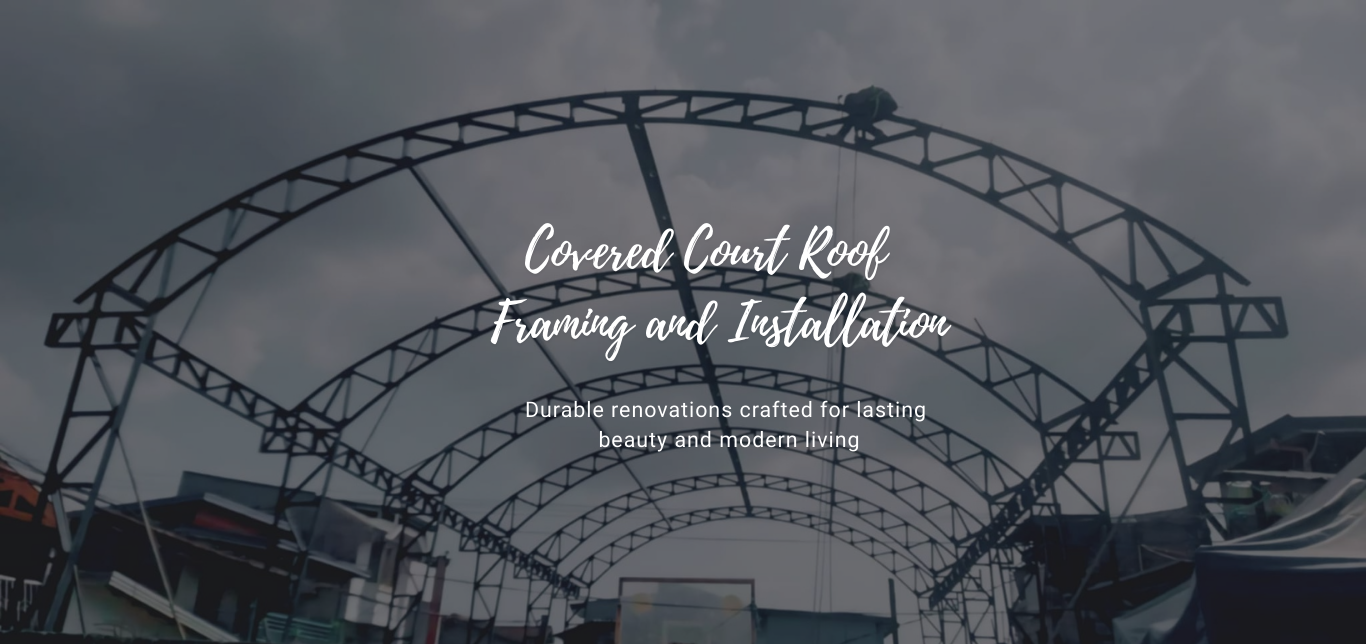 Covered Court Roof
Framing and Installation
Durable renovations crafted for lasting
beauty and modern living